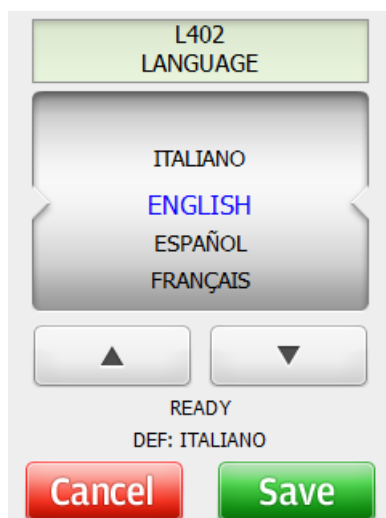 L402
LANGUAGE
ITALIANO
ENGLISH
ESPAÑOL
FRANÇAIS
READY
DEF: ITALIANO
Cancel Save